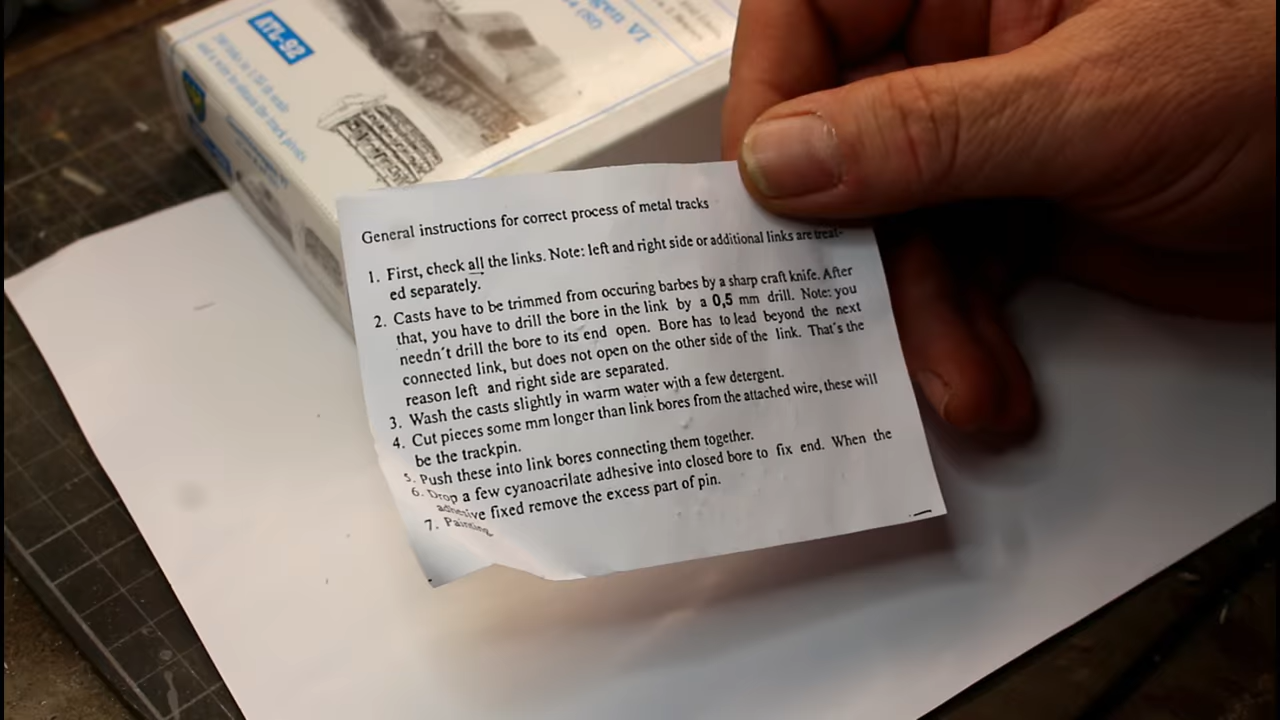 ATL-92
General instructions for correct process of metal tracks
1. First, check all the links. Note: left and right side or additional links are treat-
ed separately.
2. Casts have to be trimmed from occuring barbes by a sharp craft knife. After
that, you have to drill the bore in the link by a 0,5 mm drill. Note: you
needn´t drill the bore to its end open. Bore has to lead beyond the next
connected link, but does not open on the other side of the link. That´s the
reason left and right side are separated.
3. Wash the casts slightly in warm water with a few detergent.
4. Cut pieces some mm longer than link bores from the attached wire, these will
be the trackpin.
5. Push these into link bores connecting them together.
6. Drop a few cyanoacrilate adhesive into closed bore to fix end. When the
adhesive fixed remove the excess part of pin.
7. Painting.